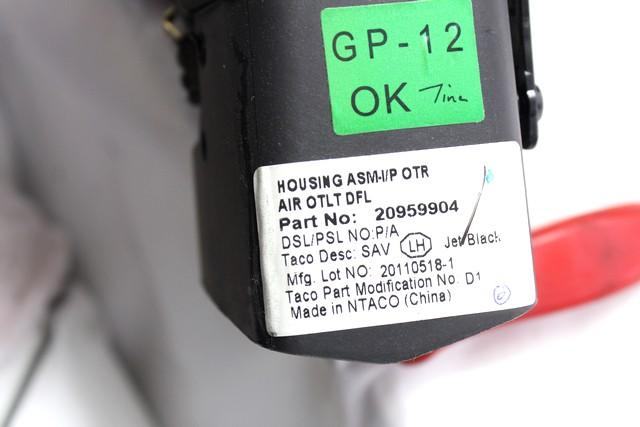 GP-12
OK Tina
HOUSING ASM-I/P OTR
AIR OTLT DFL
Part No: 20959904
DSL/PSL NO:P/A
Taco Desc: SAV LH Jet Black
Mfg. Lot NO: 20110518-1
Taco Part Modification No. D1
Made in NTACO (China)